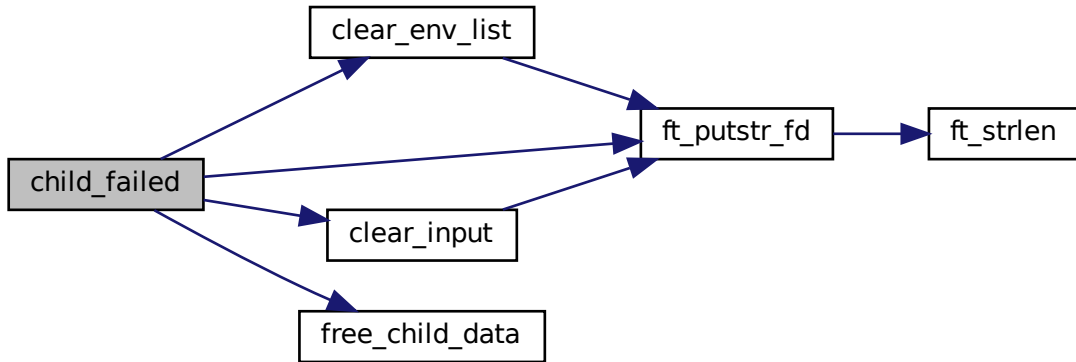 clear_env_list
ft_putstr_fd
ft_strlen
child_failed
clear_input
free_child_data